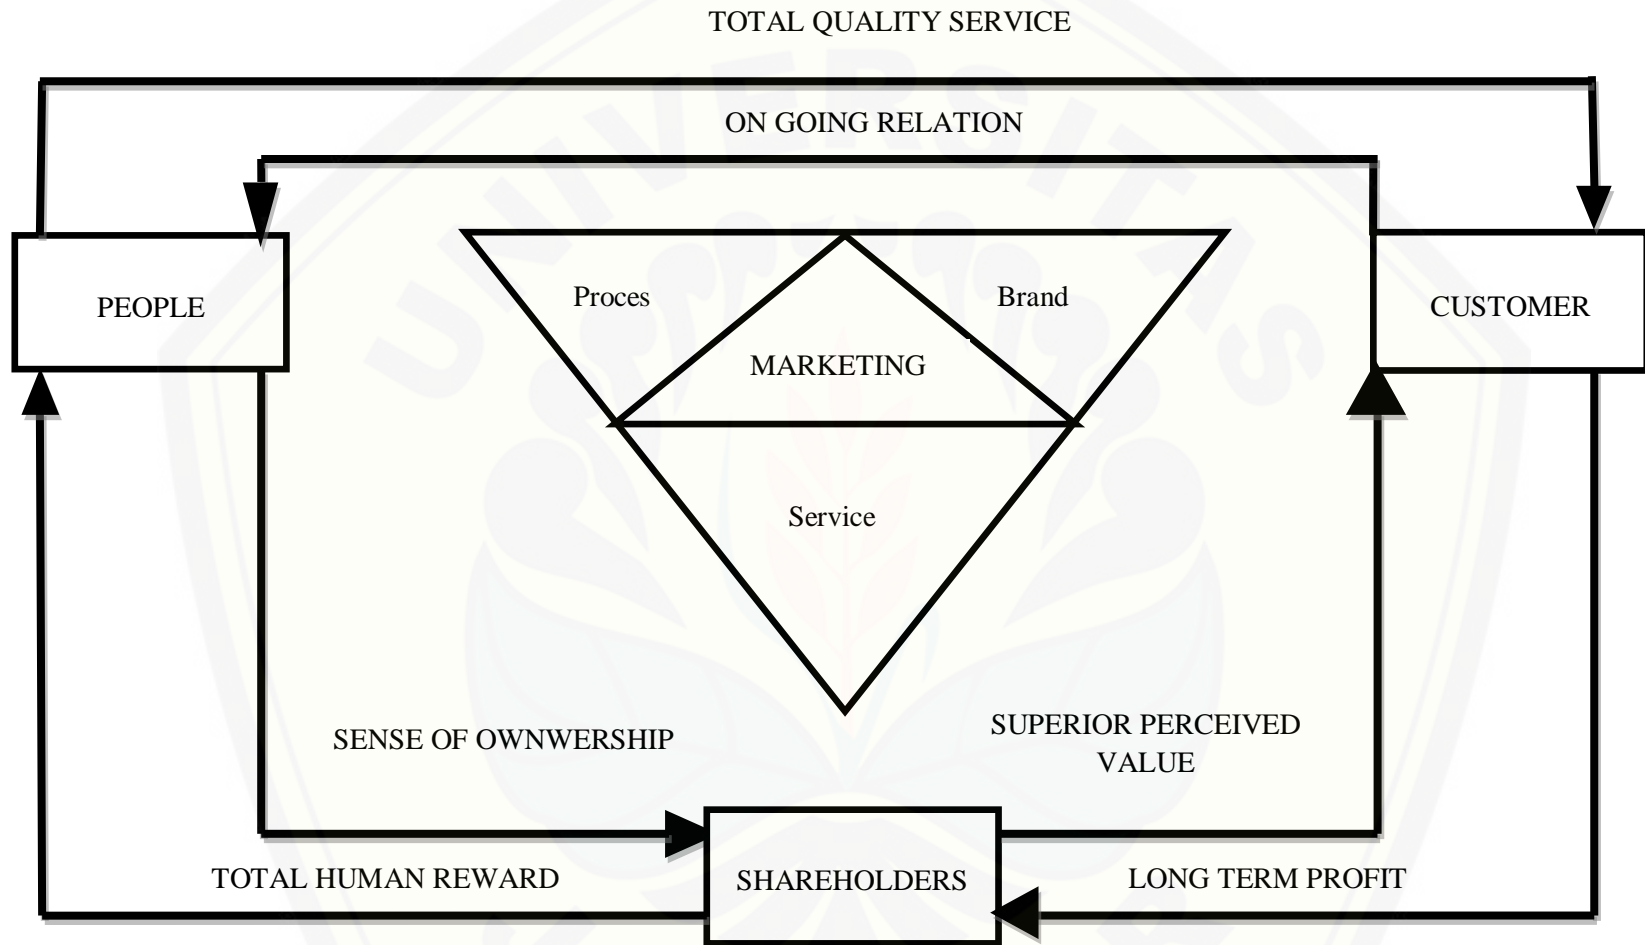 TOTAL QUALITY SERVICE
ON GOING RELATION
PEOPLE
Proces
Brand
CUSTOMER
MARKETING
Service
SENSE OF OWNWERSHIP
SUPERIOR PERCEIVED
VALUE
TOTAL HUMAN REWARD
SHAREHOLDERS
LONG TERM PROFIT
UNIVERSITAS